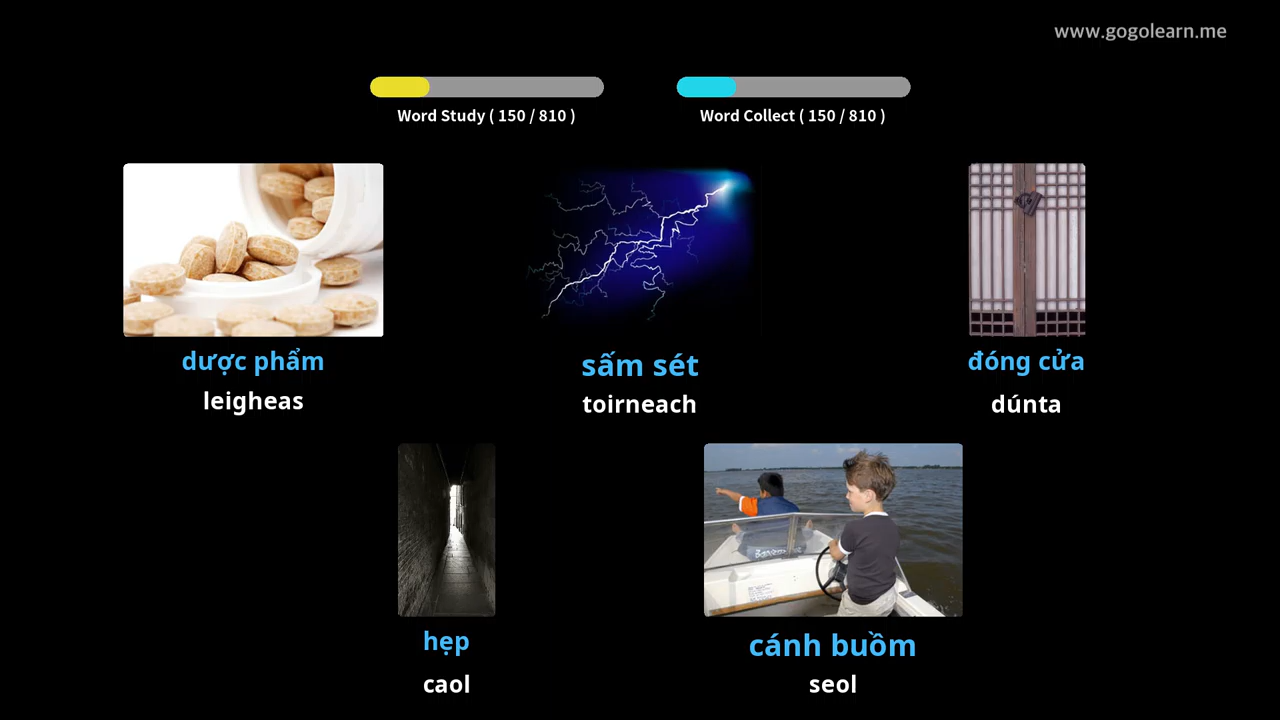 www.gogolearn.me
Word Study ( 150 / 810 )
Word Collect ( 150 / 810 )
dược phẩm
leigheas
sấm sét
toirneach
đóng cửa
dúnta
hẹp
caol
cánh buồm
seol